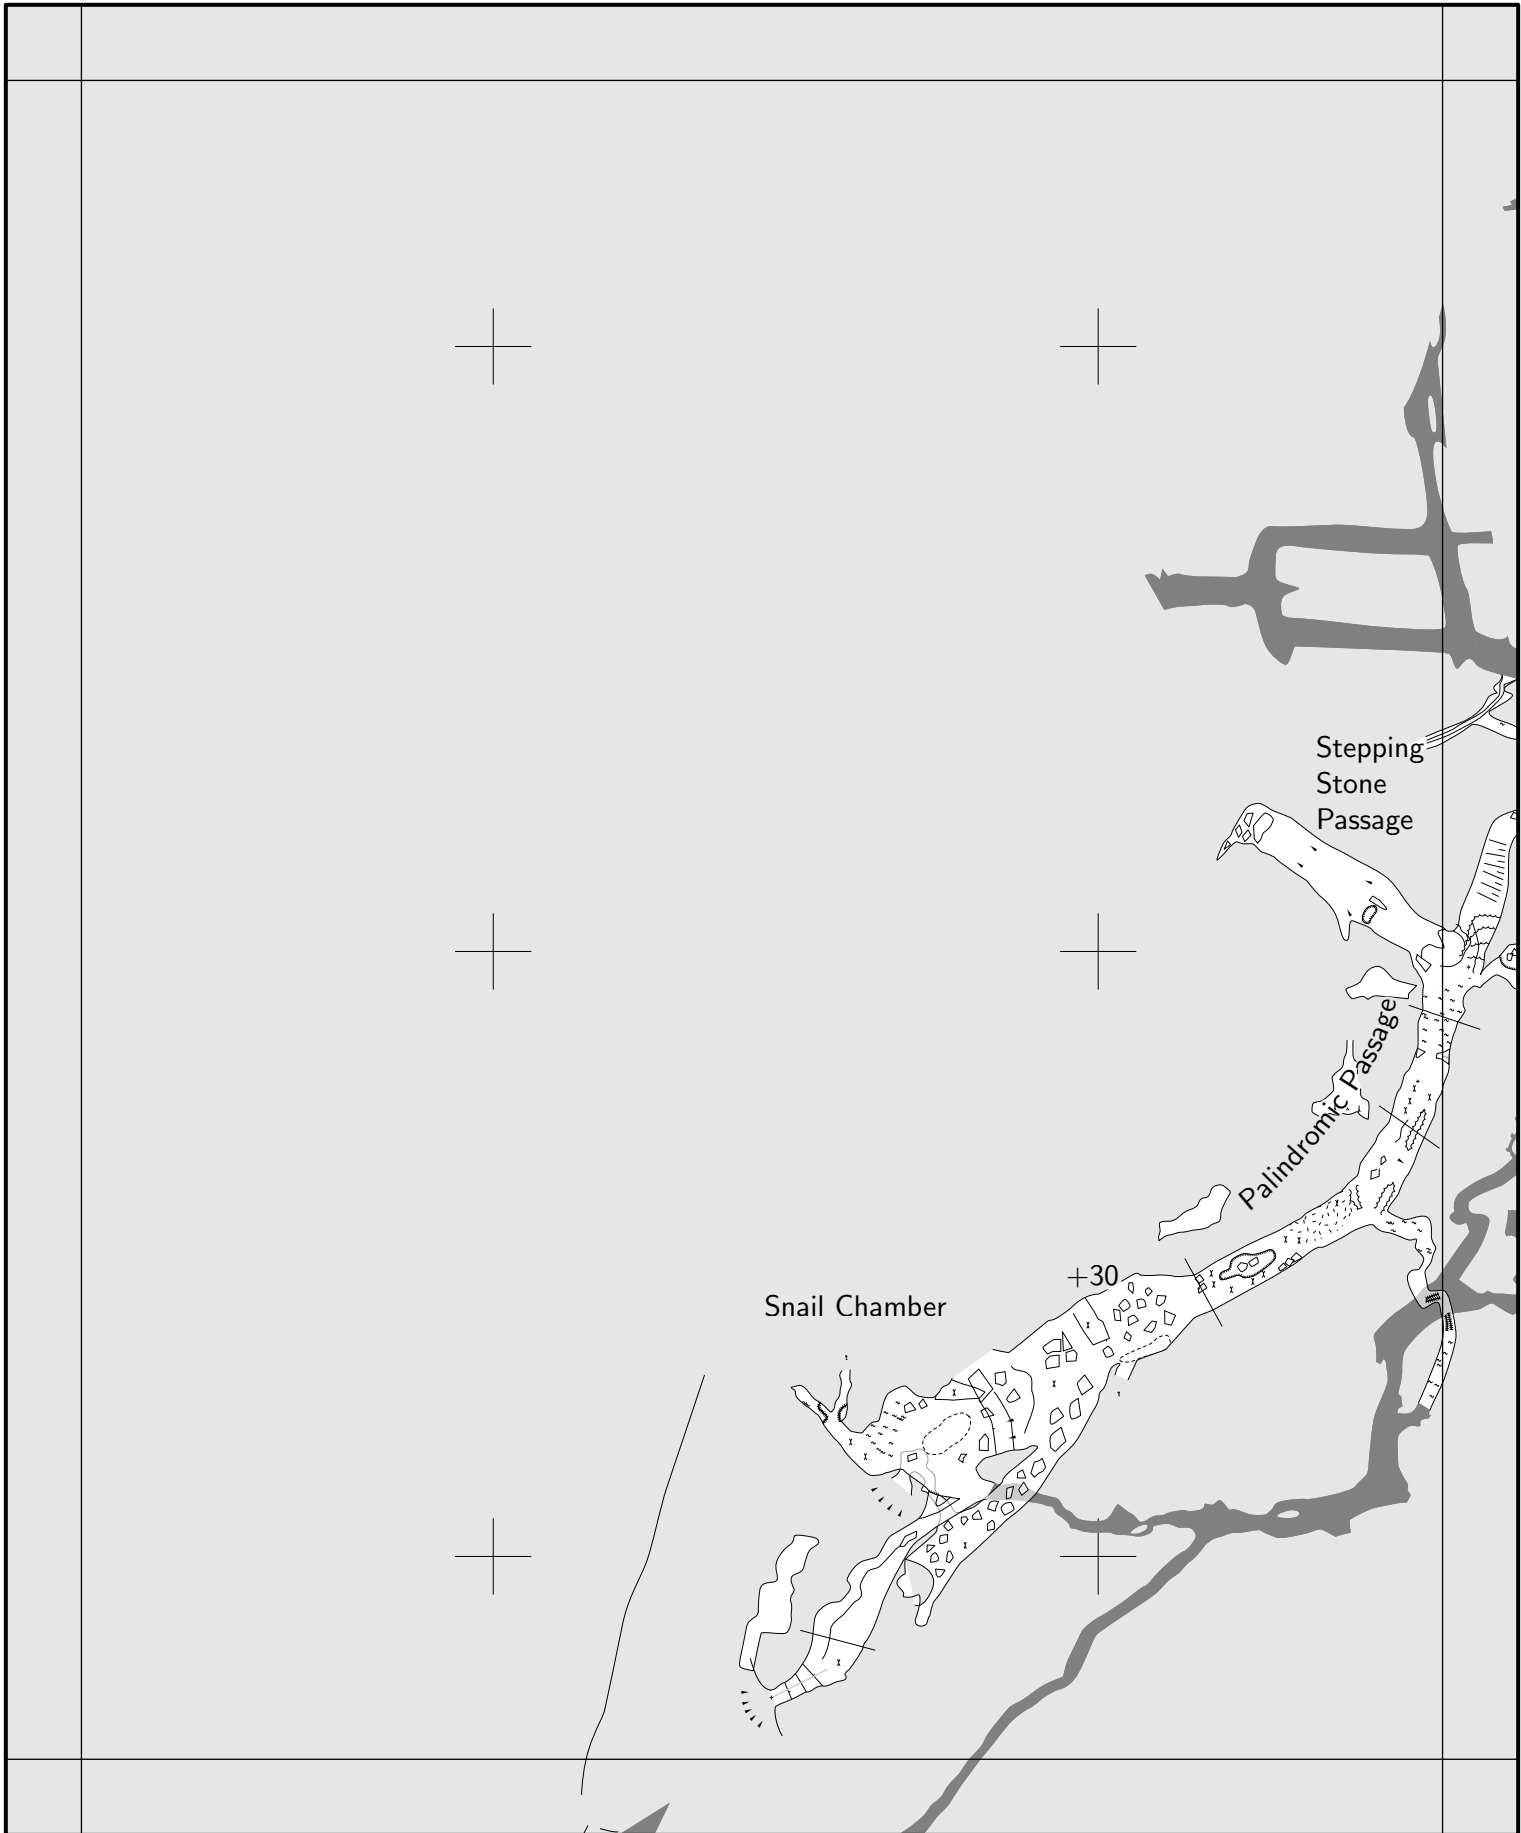 Stepping
Stone
Passage
Palindromic Passage
+30
Snail Chamber
?
?